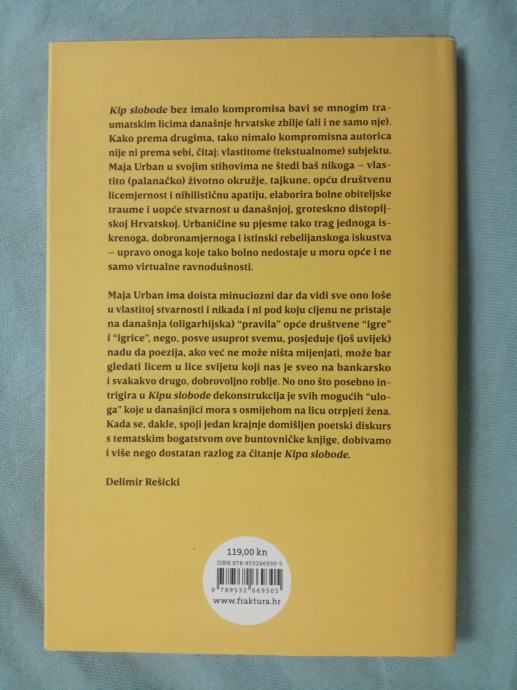 Kip slobode bez imalo kompromisa bavi se mnogim tra-
umatskim licima današnje hrvatske zbilje (ali i ne samo nje).
Kako prema drugima, tako nimalo kompromisna autorica
nije ni prema sebi, čitaj: vlastitome (tekstualnome) subjektu.
Maja Urban u svojim stihovima ne štedi baš nikoga – vlas-
tito (palanačko) životno okružje, tajkune, opću društvenu
licemjernost i nihilističnu apatiju, elaborira bolne obiteljske
traume i uopće stvarnost u današnjoj, groteskno distopij-
skoj Hrvatskoj. Urbaničine su pjesme tako trag jednoga is-
krenoga, dobronamjernoga i istinski rebelijanskoga iskustva
– upravo onoga koje tako bolno nedostaje u moru opće i ne
samo virtualne ravnodušnosti.
Maja Urban ima doista minuciozni dar da vidi sve ono loše
u vlastitoj stvarnosti i nikada i ni pod koju cijenu ne pristaje
na današnja (oligarhijska) “pravila” opće društvene “igre”
i “igrice”, nego, posve usuprot svemu, posjeduje (još uvijek)
nadu da poezija, ako već ne može ništa mijenjati, može bar
gledati licem u lice svijetu koji nas je sveo na bankarsko
i svakakvo drugo, dobrovoljno roblje. No ono što posebno in-
trigira u Kipu slobode dekonstrukcija je svih mogućih “ulo-
ga” koje u današnjici mora s osmijehom na licu otrpjeti žena.
Kada se, dakle, spoji jedan krajnje domišljen poetski diskurs
s tematskim bogatstvom ove buntovničke knjige, dobivamo
i više nego dostatan razlog za čitanje Kipa slobode.
Delimir Rešicki
119,00 kn
ISBN 978-953266930-5
9 789532 669305
www.fraktura.hr